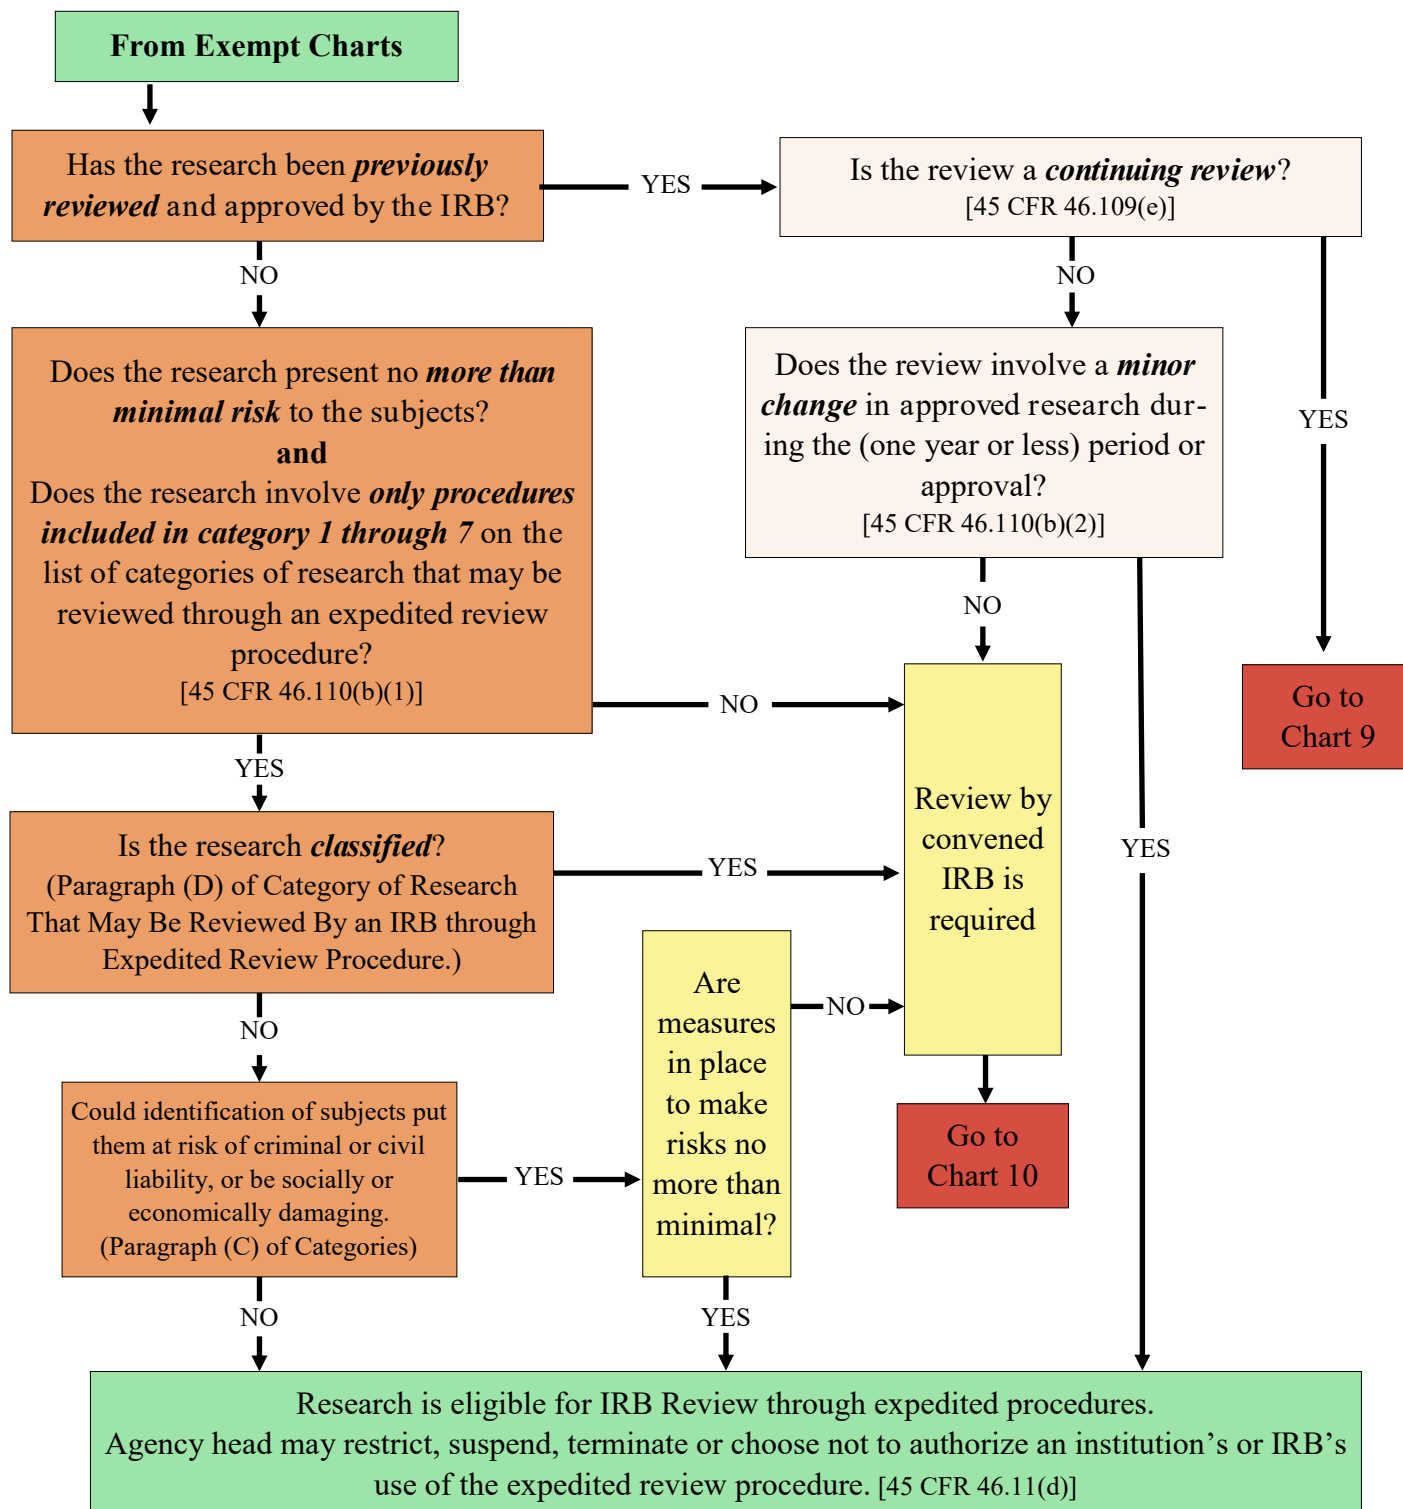 From Exempt Charts
Has the research been previously
reviewed and approved by the IRB?
YES
Is the review a continuing review?
[45 CFR 46.109(e)]
NO
NO
YES
Does the research present no more than
minimal risk to the subjects?
and
Does the research involve only procedures
included in category 1 through 7 on the
list of categories of research that may be
reviewed through an expedited review
procedure?
[45 CFR 46.110(b)(1)]
Does the review involve a minor
change in approved research dur-
ing the (one year or less) period or
approval?
[45 CFR 46.110(b)(2)]
NO
NO
YES
Go to
Chart 9
YES
Is the research classified?
(Paragraph (D) of Category of Research
That May Be Reviewed By an IRB through
Expedited Review Procedure.)
YES
Review by
convened
IRB is
required
NO
Are
measures
in place
to make
risks no
more than
minimal?
NO
Go to
Chart 10
Could identification of subjects put
them at risk of criminal or civil
liability, or be socially or
economically damaging.
(Paragraph (C) of Categories)
YES
NO
YES
Research is eligible for IRB Review through expedited procedures.
Agency head may restrict, suspend, terminate or choose not to authorize an institution’s or IRB’s
use of the expedited review procedure. [45 CFR 46.11(d)]